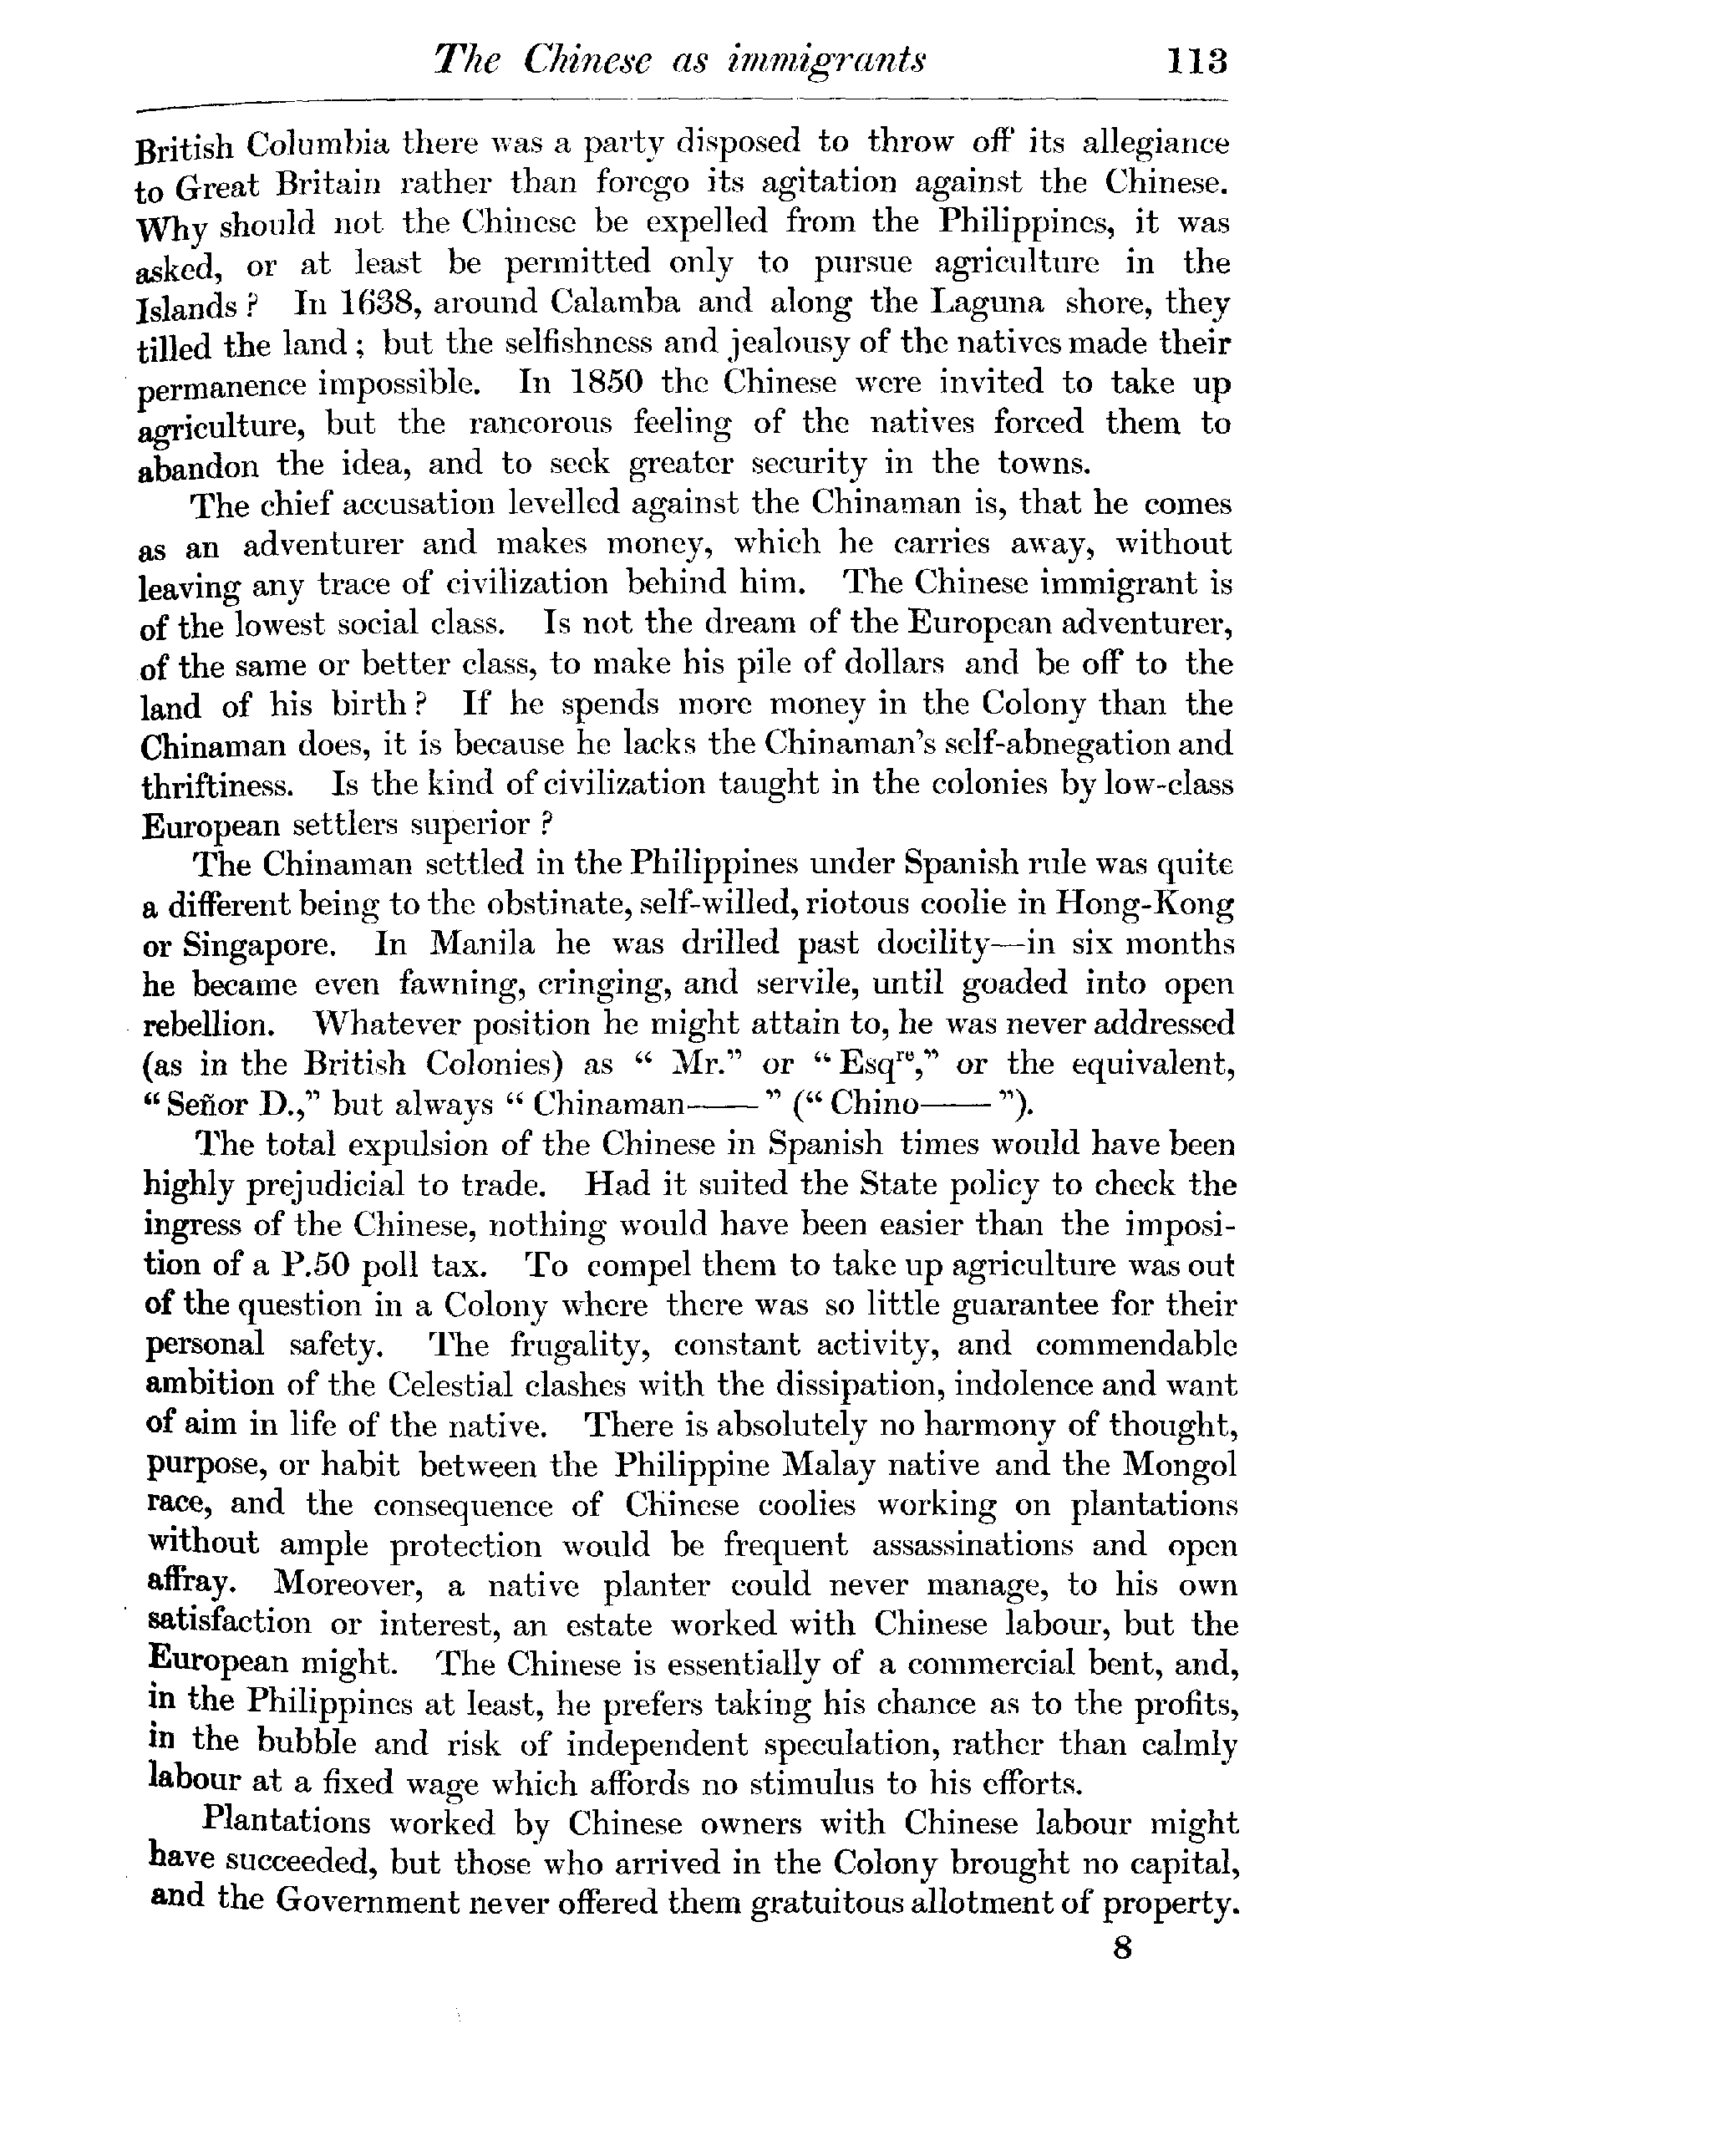 The Chinese as immigrants 113
British Columbia there was a party disposed to throw off its allegiance
to Great Britain rather than forego its agitation against the Chinese.
Why should not the Chinese be expelled from the Philippines, it was
asked, or at least be permitted only to pursue agriculture in the
Islands? In 1638, around Calamba and along the Laguna shore, they
tilled the land; but the selfishness and jealousy of the natives made their
permanence impossible. In 1850 the Chinese were invited to take up
agriculture, but the rancorous feeling of the natives forced them to
abandon the idea, and to seek greater security in the towns.
The chief accusation levelled against the Chinaman is, that he comes
as an adventurer and makes money, which he carries away, without
leaving any trace of civilization behind him. The Chinese immigrant is
of the lowest social class. Is not the dream of the European adventurer,
of the same or better class, to make his pile of dollars and be off to the
land of his birth? If he spends more money in the Colony than the
Chinaman does, it is because he lacks the Chinaman's self-abnegation and
thriftiness. Is the kind of civilization taught in the colonies by low-class
European settlers superior?
The Chinaman settled in the Philippines under Spanish rule was quite
a different being to the obstinate, self-willed, riotous coolie in Hong-Kong
or Singapore. In Manila he was drilled past docility—in six months
he became even fawning, cringing, and servile, until goaded into open
rebellion. Whatever position he might attain to, he was never addressed
(as in the British Colonies) as "Mr." or "Esqre," or the equivalent,
"Señor D.," but always "Chinaman——" ("Chino——").
The total expulsion of the Chinese in Spanish times would have been
highly prejudicial to trade. Had it suited the State policy to check the
ingress of the Chinese, nothing would have been easier than the imposi-
tion of a P.50 poll tax. To compel them to take up agriculture was out
of the question in a Colony where there was so little guarantee for their
personal safety. The frugality, constant activity, and commendable
ambition of the Celestial clashes with the dissipation, indolence and want
of aim in life of the native. There is absolutely no harmony of thought,
purpose, or habit between the Philippine Malay native and the Mongol
race, and the consequence of Chinese coolies working on plantations
without ample protection would be frequent assassinations and open
affray. Moreover, a native planter could never manage, to his own
satisfaction or interest, an estate worked with Chinese labour, but the
European might. The Chinese is essentially of a commercial bent, and,
in the Philippines at least, he prefers taking his chance as to the profits,
in the bubble and risk of independent speculation, rather than calmly
labour at a fixed wage which affords no stimulus to his efforts.
Plantations worked by Chinese owners with Chinese labour might
have succeeded, but those who arrived in the Colony brought no capital,
and the Government never offered them gratuitous allotment of property.
8